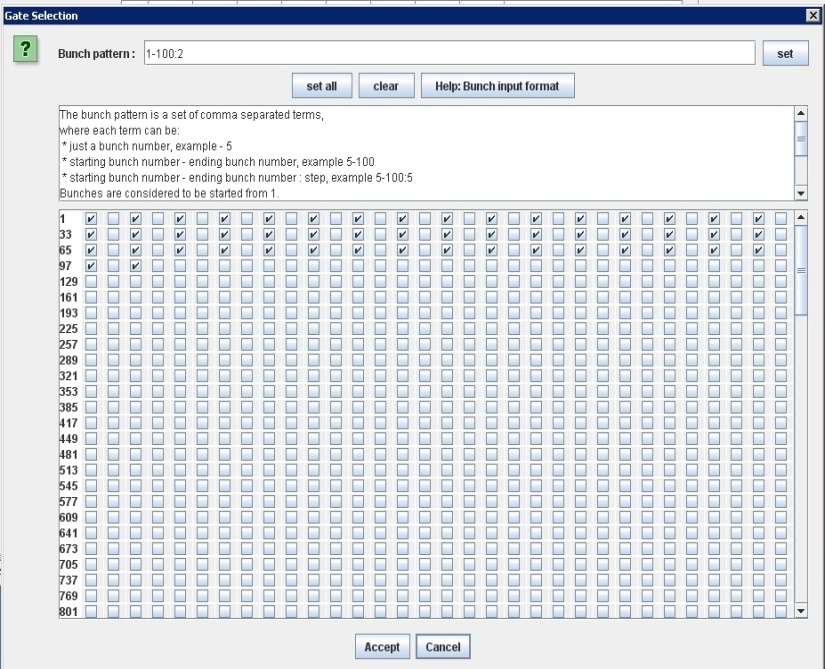 Gate Selection
Bunch pattern : 1-100:2 set
set all clear Help: Bunch input format
The bunch pattern is a set of comma separated terms,
where each term can be:
* just a bunch number, example - 5
* starting bunch number - ending bunch number, example 5-100
* starting bunch number - ending bunch number : step, example 5-100:5
Bunches are considered to be started from 1.
1
33
65
97
129
161
193
225
257
289
321
353
385
417
449
481
513
545
577
609
641
673
705
737
769
801
Accept Cancel